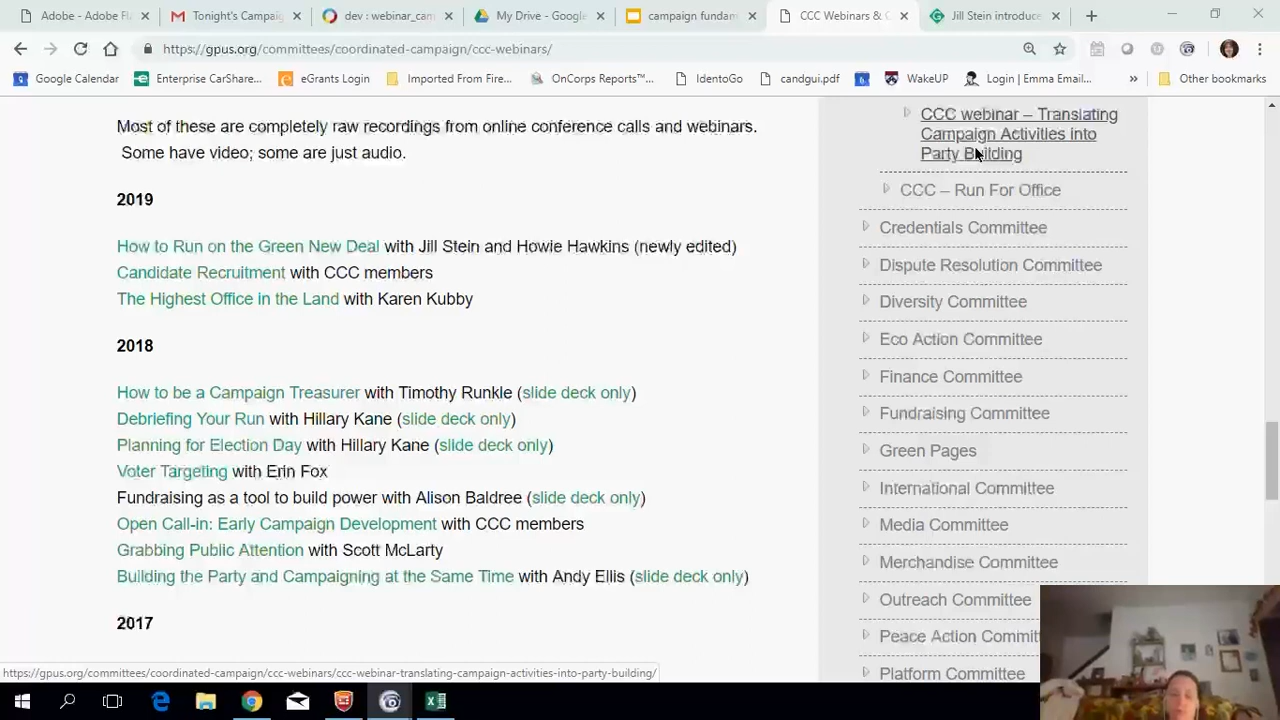 Adobe - Adobe Fl
Tonight's Campai
dev : webinar_can
My Drive - Google
campaign fundam
CCC Webinars & C
Jill Stein introduce
https://gpus.org/committees/coordinated-campaign/ccc-webinars/
Google Calendar
Enterprise CarShare...
eGrants Login
Imported From Fire...
OnCorps Reports™...
IdentoGo
candgui.pdf
WakeUP
Login | Emma Email...
»
Other bookmarks
Most of these are completely raw recordings from online conference calls and webinars.
Some have video; some are just audio.
2019
How to Run on the Green New Deal with Jill Stein and Howie Hawkins (newly edited)
Candidate Recruitment with CCC members
The Highest Office in the Land with Karen Kubby
2018
How to be a Campaign Treasurer with Timothy Runkle (slide deck only)
Debriefing Your Run with Hillary Kane (slide deck only)
Planning for Election Day with Hillary Kane (slide deck only)
Voter Targeting with Erin Fox
Fundraising as a tool to build power with Alison Baldree (slide deck only)
Open Call-in: Early Campaign Development with CCC members
Grabbing Public Attention with Scott McLarty
Building the Party and Campaigning at the Same Time with Andy Ellis (slide deck only)
2017
CCC webinar – Translating
Campaign Activities into
Party Building
CCC – Run For Office
Credentials Committee
Dispute Resolution Committee
Diversity Committee
Eco Action Committee
Finance Committee
Fundraising Committee
Green Pages
International Committee
Media Committee
Merchandise Committee
Outreach Committee
Peace Action Committ
Platform Committee
https://gpus.org/committees/coordinated-campaign/ccc-webinars/ccc-webinar-translating-campaign-activities-into-party-building/